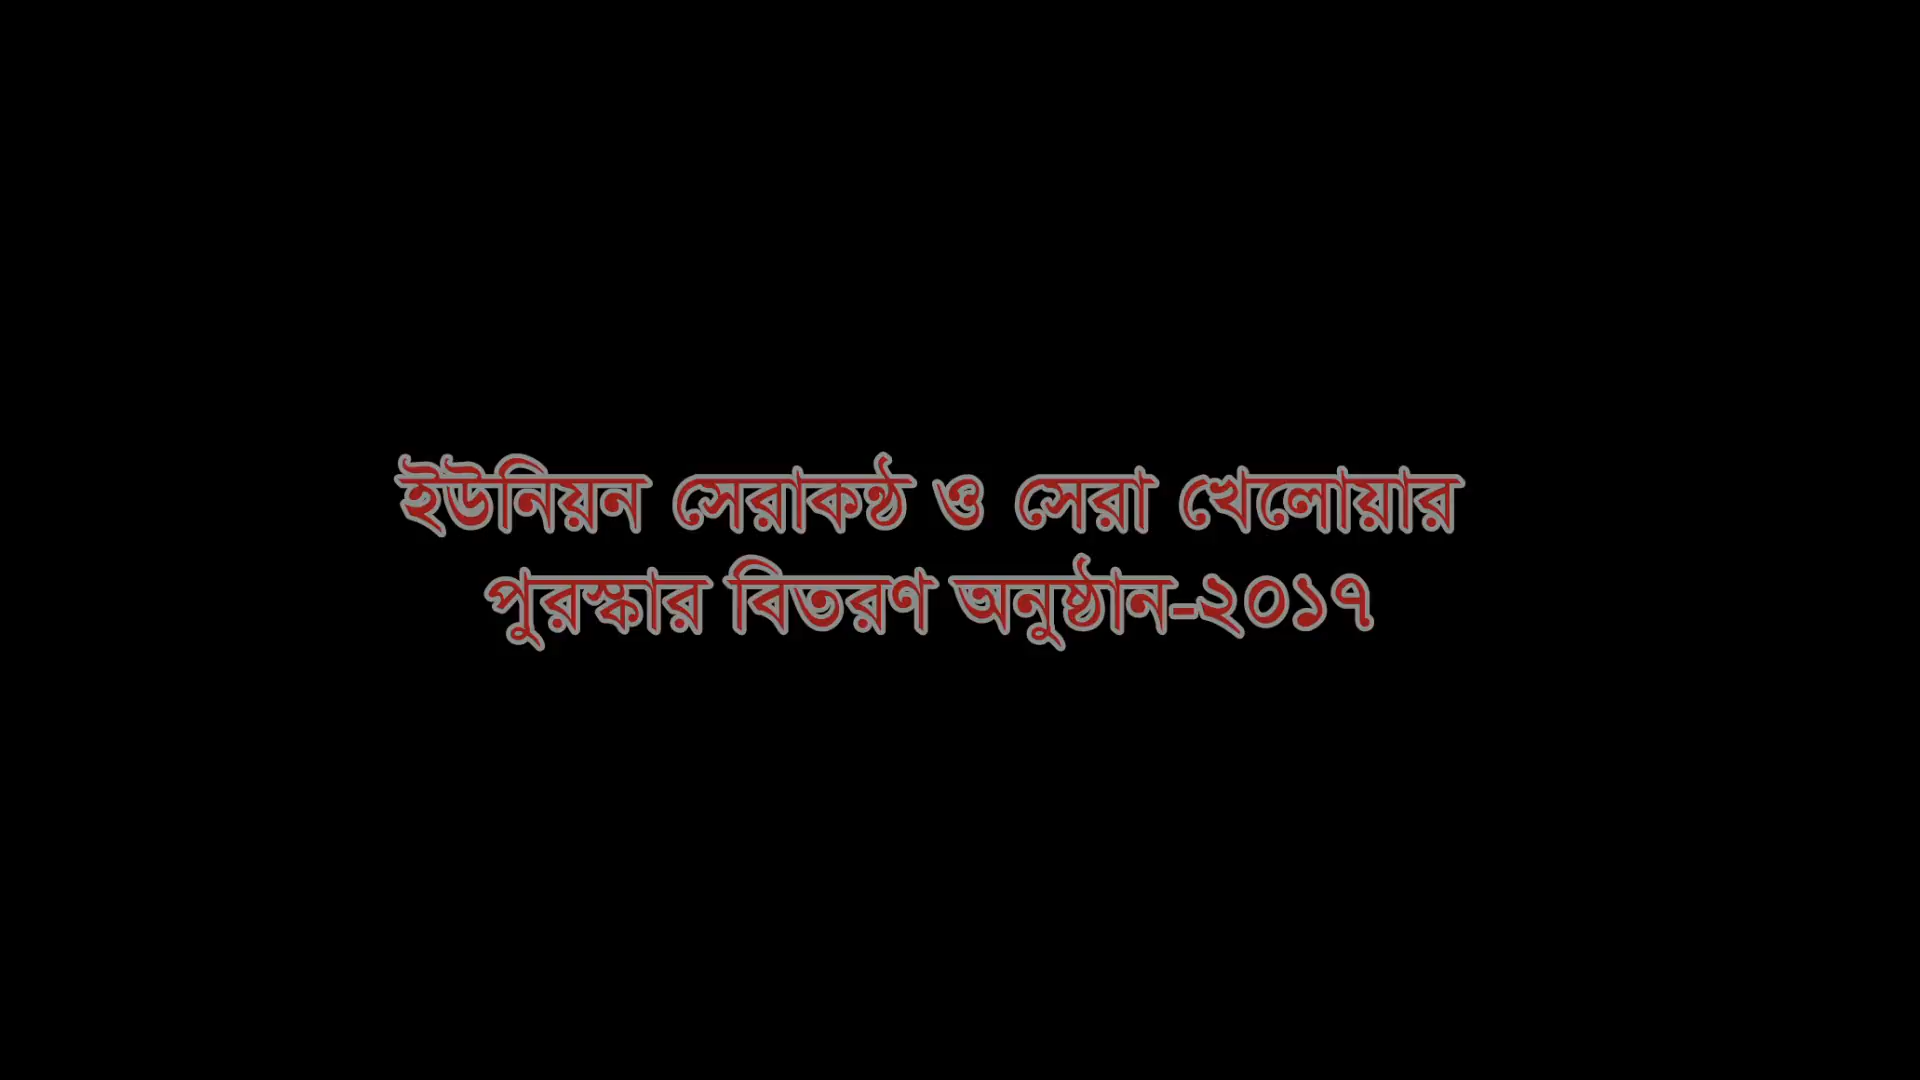 ইউনিয়ন সেরাকন্ঠ ও সেরা খেলোয়ার
পুরস্কার বিতরণ অনুষ্ঠান-২০১৭